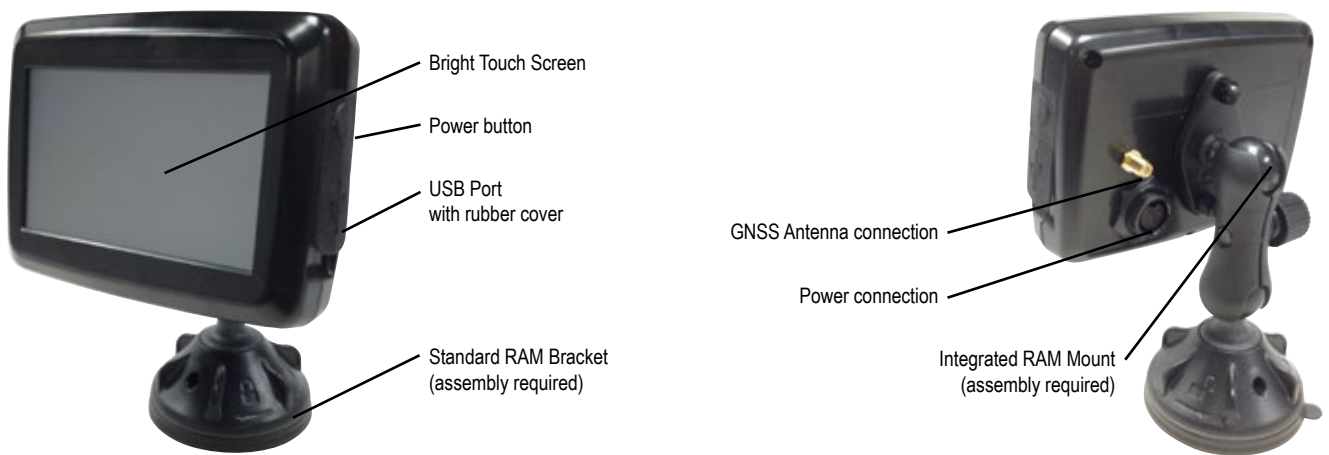 Bright Touch Screen
Power button
USB Port
with rubber cover
Standard RAM Bracket
(assembly required)
GNSS Antenna connection
Power connection
Integrated RAM Mount
(assembly required)